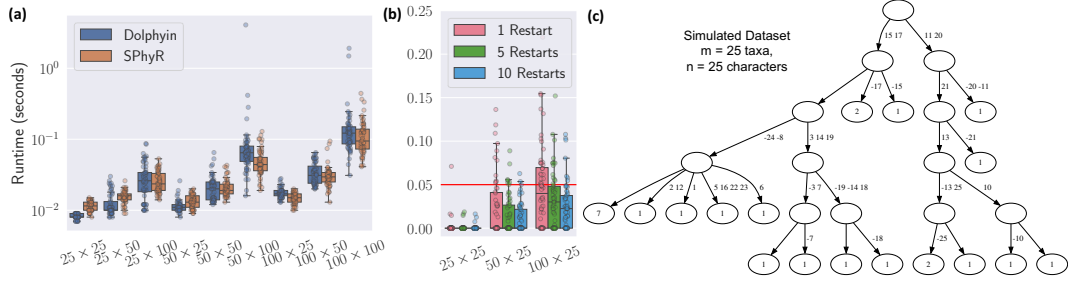 (a)
Runtime (seconds)
10⁰
10⁻¹
10⁻²
Dolphyin
SPhyR
25 × 25
25 × 50
25 × 100
50 × 25
50 × 50
50 × 100
100 × 25
100 × 50
100 × 100
(b)
0.25
0.20
0.15
0.10
0.05
0.00
1 Restart
5 Restarts
10 Restarts
25 × 25
50 × 25
100 × 25
(c)
Simulated Dataset
m = 25 taxa,
n = 25 characters
15 17
11 20
-17
-15
21
-20 -11
2
1
1
-24 -8
3 14 19
13
-21
1
2 12
1
5 16 22 23
6
-3 7
-19 -14 18
-13 25
10
7
1
1
1
1
-7
-18
-25
-10
1
1
1
1
2
1
1
1